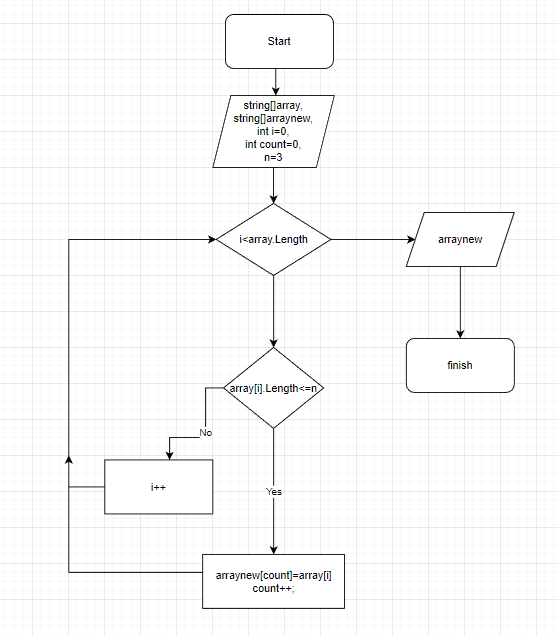 Start
string[]array,
string[]arraynew,
int i=0,
int count=0,
n=3
i<array.Length
arraynew
finish
array[i].Length<=n
No
i++
Yes
arraynew[count]=array[i]
count++;